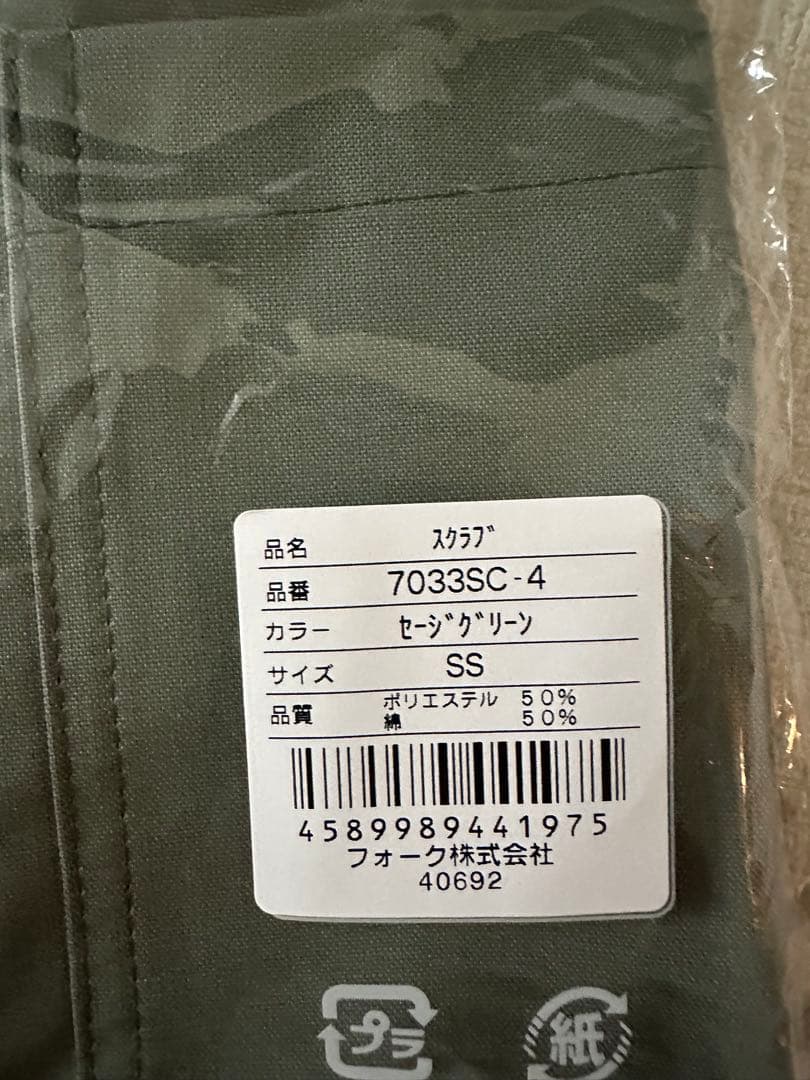 品名 ｽｸﾗﾌﾞ
品番 7033SC-4
カラー ｾｰｼﾞｸﾞﾘｰﾝ
サイズ SS
品質 ポリエステル 50%
綿 50%
4589989441975
フォーク株式会社
40692
プラ 紙